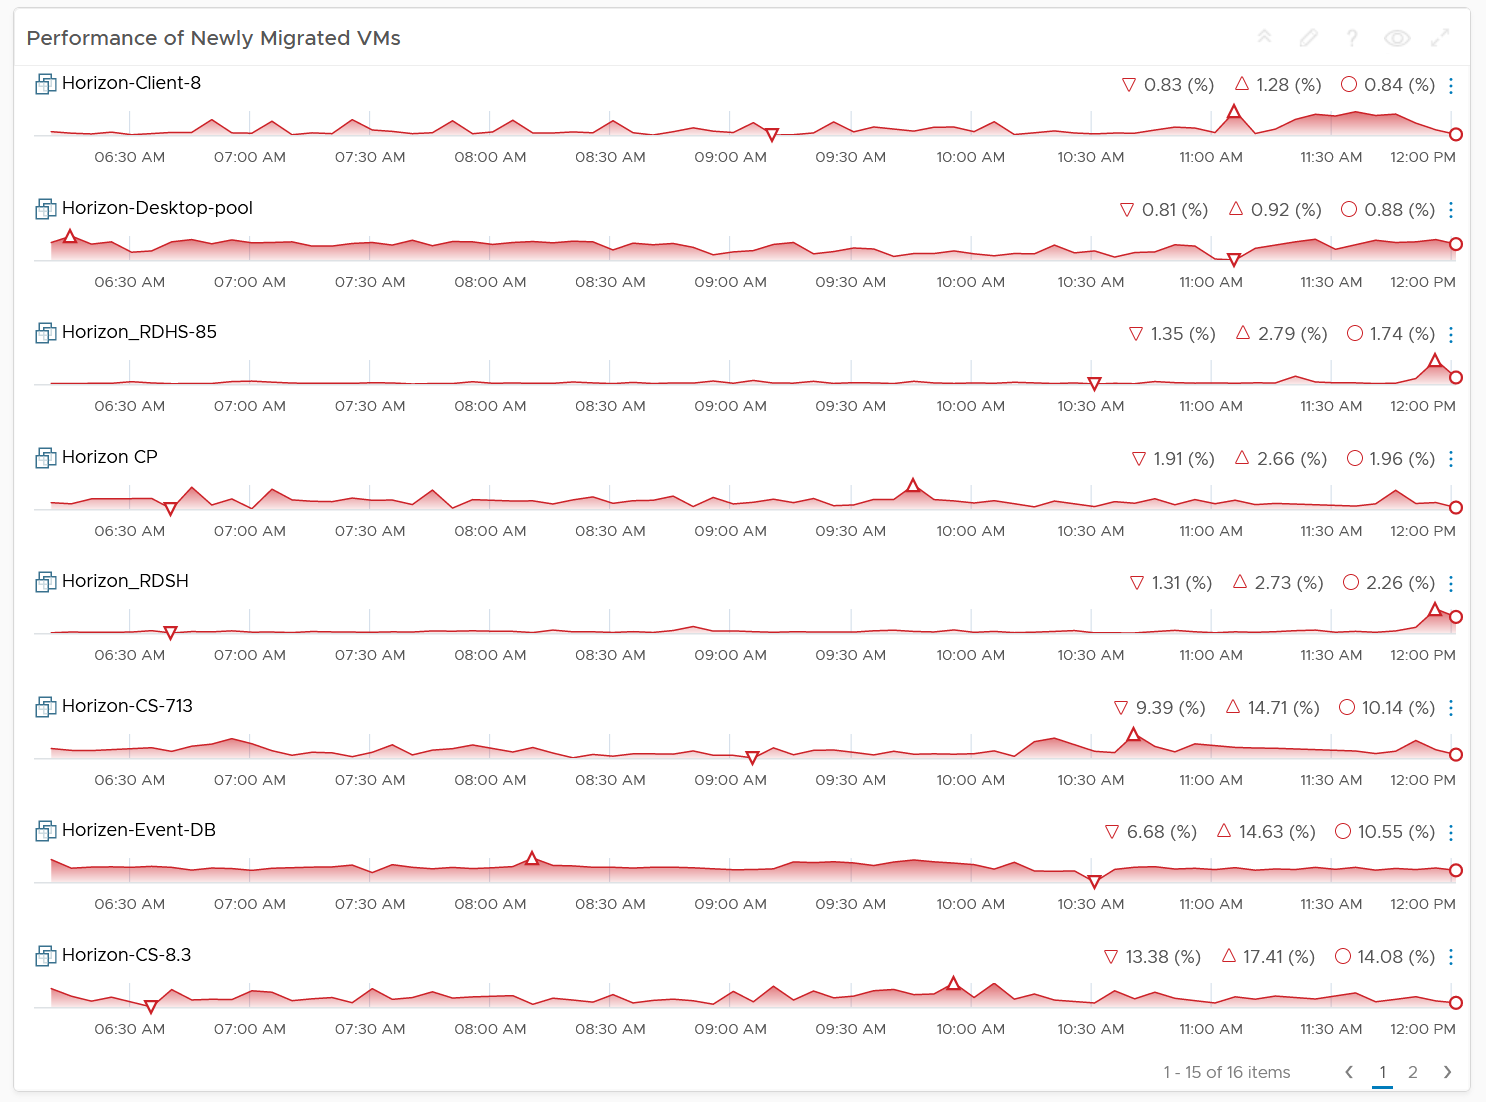 Performance of Newly Migrated VMs
Horizon-Client-8 0.83 (%) 1.28 (%) 0.84 (%)
06:30 AM 07:00 AM 07:30 AM 08:00 AM 08:30 AM 09:00 AM 09:30 AM 10:00 AM 10:30 AM 11:00 AM 11:30 AM 12:00 PM
Horizon-Desktop-pool 0.81 (%) 0.92 (%) 0.88 (%)
06:30 AM 07:00 AM 07:30 AM 08:00 AM 08:30 AM 09:00 AM 09:30 AM 10:00 AM 10:30 AM 11:00 AM 11:30 AM 12:00 PM
Horizon_RDHS-85 1.35 (%) 2.79 (%) 1.74 (%)
06:30 AM 07:00 AM 07:30 AM 08:00 AM 08:30 AM 09:00 AM 09:30 AM 10:00 AM 10:30 AM 11:00 AM 11:30 AM 12:00 PM
Horizon CP 1.91 (%) 2.66 (%) 1.96 (%)
06:30 AM 07:00 AM 07:30 AM 08:00 AM 08:30 AM 09:00 AM 09:30 AM 10:00 AM 10:30 AM 11:00 AM 11:30 AM 12:00 PM
Horizon_RDSH 1.31 (%) 2.73 (%) 2.26 (%)
06:30 AM 07:00 AM 07:30 AM 08:00 AM 08:30 AM 09:00 AM 09:30 AM 10:00 AM 10:30 AM 11:00 AM 11:30 AM 12:00 PM
Horizon-CS-713 9.39 (%) 14.71 (%) 10.14 (%)
06:30 AM 07:00 AM 07:30 AM 08:00 AM 08:30 AM 09:00 AM 09:30 AM 10:00 AM 10:30 AM 11:00 AM 11:30 AM 12:00 PM
Horizen-Event-DB 6.68 (%) 14.63 (%) 10.55 (%)
06:30 AM 07:00 AM 07:30 AM 08:00 AM 08:30 AM 09:00 AM 09:30 AM 10:00 AM 10:30 AM 11:00 AM 11:30 AM 12:00 PM
Horizon-CS-8.3 13.38 (%) 17.41 (%) 14.08 (%)
06:30 AM 07:00 AM 07:30 AM 08:00 AM 08:30 AM 09:00 AM 09:30 AM 10:00 AM 10:30 AM 11:00 AM 11:30 AM 12:00 PM
1 - 15 of 16 items 1 2